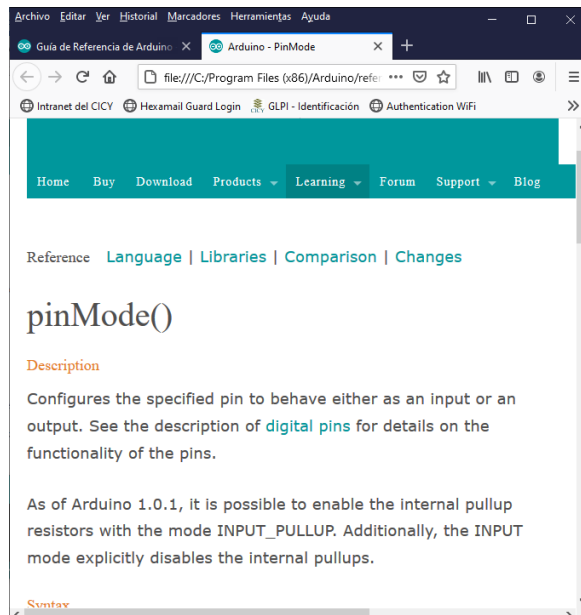 Archivo Editar Ver Historial Marcadores Herramientas Ayuda
Guía de Referencia de Arduino
Arduino - PinMode
file:///C:/Program Files (x86)/Arduino/refer
Intranet del CICY Hexamail Guard Login GLPI - Identificación Authentication WiFi
Home Buy Download Products Learning Forum Support Blog
Reference Language | Libraries | Comparison | Changes
pinMode()
Description
Configures the specified pin to behave either as an input or an
output. See the description of digital pins for details on the
functionality of the pins.
As of Arduino 1.0.1, it is possible to enable the internal pullup
resistors with the mode INPUT_PULLUP. Additionally, the INPUT
mode explicitly disables the internal pullups.
Syntax